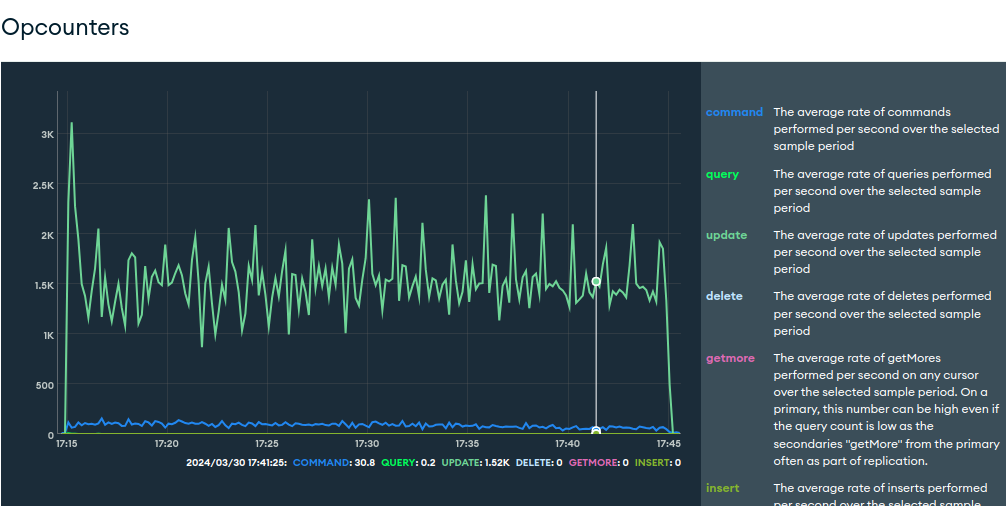 Opcounters
3K
2.5K
2K
1.5K
1K
500
0
17:15 17:20 17:25 17:30 17:35 17:40 17:45
2024/03/30 17:41:25: COMMAND: 30.8 QUERY: 0.2 UPDATE: 1.52K DELETE: 0 GETMORE: 0 INSERT: 0
command The average rate of commands
performed per second over the selected
sample period
query The average rate of queries performed
per second over the selected sample
period
update The average rate of updates performed
per second over the selected sample
period
delete The average rate of deletes performed
per second over the selected sample
period
getmore The average rate of getMores
performed per second on any cursor
over the selected sample period. On a
primary, this number can be high even if
the query count is low as the
secondaries "getMore" from the primary
often as part of replication.
insert The average rate of inserts performed
per second over the selected sample